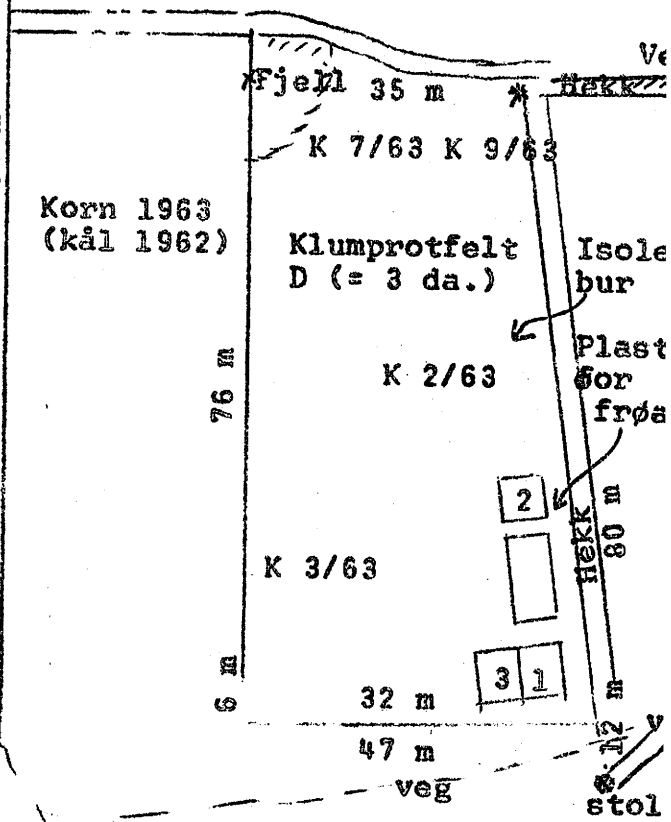 Ve
Hekk
Fjell 35 m
K 7/63 K 9/63
Korn 1963
(kål 1962)
Klumprotfelt
D (= 3 da.)
Isole
bur
Plast
for
frøa
76 m
K 2/63
2
Hekk
80 m
K 3/63
3 1
6 m
32 m
47 m
veg
12 m
v
stol